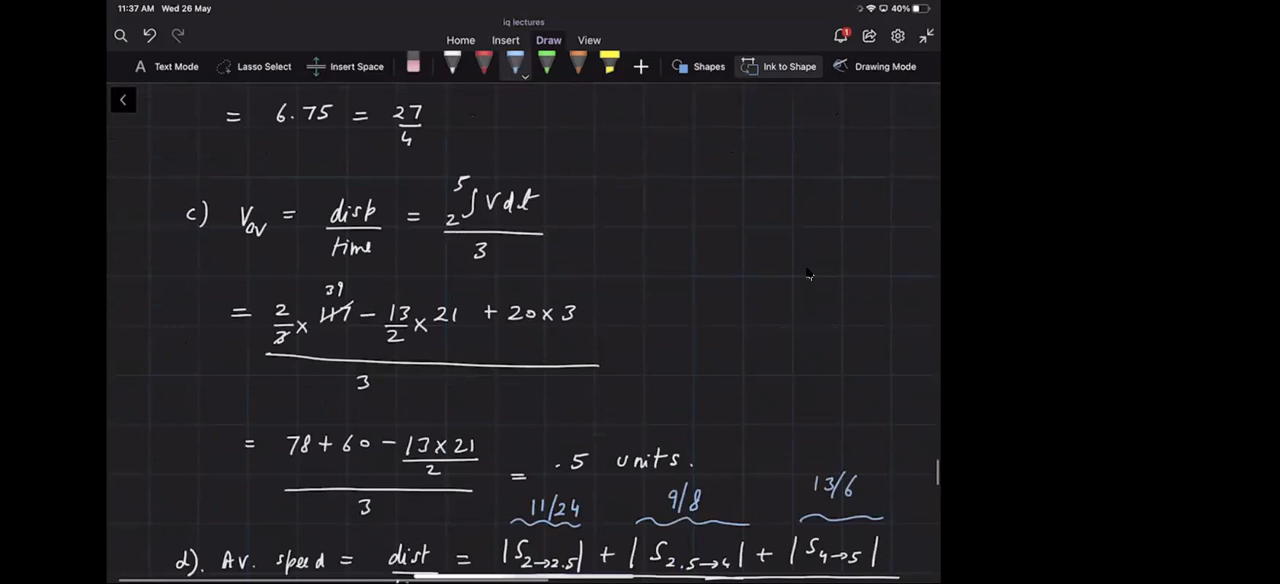 11:37 AM Wed 26 May 40%
iq lectures
Home Insert Draw View
Text Mode Lasso Select Insert Space Shapes Ink to Shape Drawing Mode
= 6.75 = 27/4
c) Vav = disp/time = 2∫5 V dt / 3
39
= 2/3 × 117 - 13/2 × 21 + 20 × 3
3
= 78 + 60 - 13×21/2
3
= .5 units.
11/24 9/8 13/6
d). Av. speed = dist = |S2→2.5| + |S2.5→4| + |S4→5|